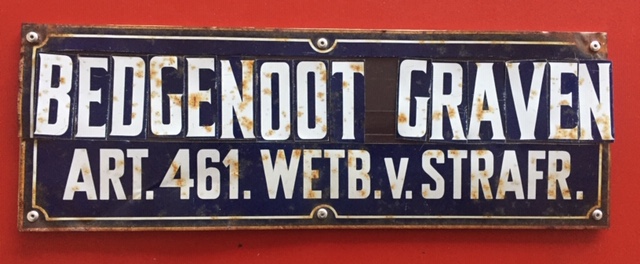 BEDGENOOT GRAVEN
ART. 461. WETB. v. STRAFR.